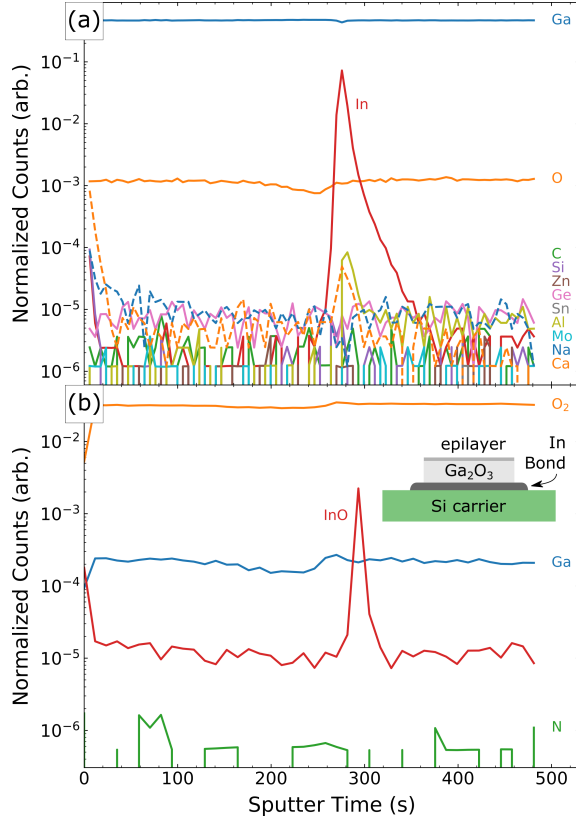 (a)
Ga
10⁻¹
In
10⁻²
O
10⁻³
10⁻⁴
10⁻⁵
10⁻⁶
Normalized Counts (arb.)
C
Si
Zn
Ge
Sn
Al
Mo
Na
Ca
(b)
O₂
10⁻²
epilayer
In
Bond
Ga₂O₃
Si carrier
InO
10⁻³
Ga
10⁻⁴
10⁻⁵
10⁻⁶
N
Normalized Counts (arb.)
0
100
200
300
400
500
Sputter Time (s)